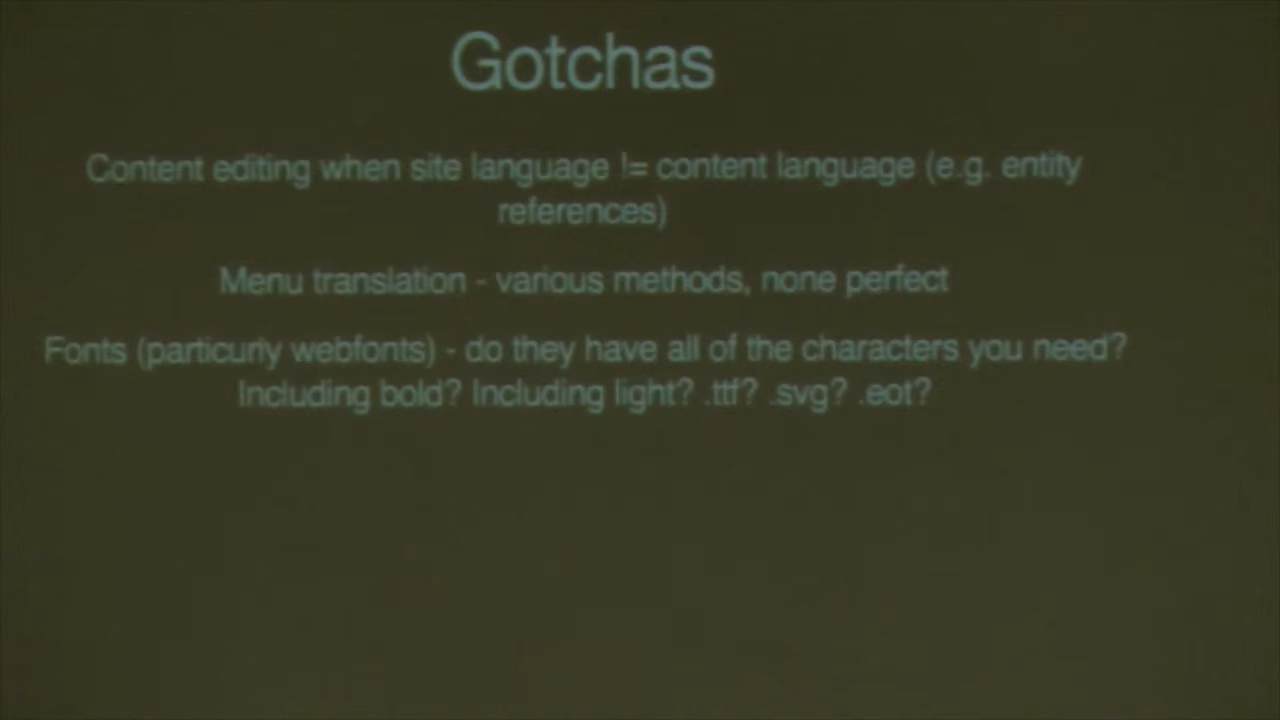 Gotchas
Content editing when site language != content language (e.g. entity
references)
Menu translation - various methods, none perfect
Fonts (particurly webfonts) - do they have all of the characters you need?
Including bold? Including light? .ttf? .svg? .eot?